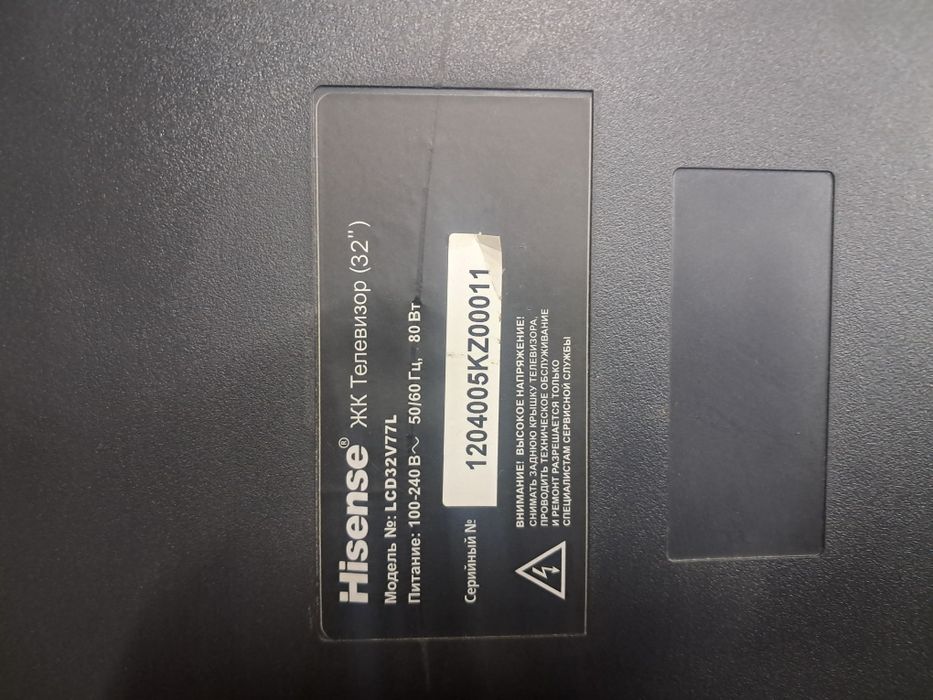 Hisense® ЖК Телевизор (32")
Модель №: LCD32V77L
Питание: 100-240 В~ 50/60 Гц, 80 Вт
Серийный № 1204005KZ00011
ВНИМАНИЕ! ВЫСОКОЕ НАПРЯЖЕНИЕ!
СНИМАТЬ ЗАДНЮЮ КРЫШКУ ТЕЛЕВИЗОРА,
ПРОВОДИТЬ ТЕХНИЧЕСКОЕ ОБСЛУЖИВАНИЕ
И РЕМОНТ РАЗРЕШАЕТСЯ ТОЛЬКО
СПЕЦИАЛИСТАМ СЕРВИСНОЙ СЛУЖБЫ